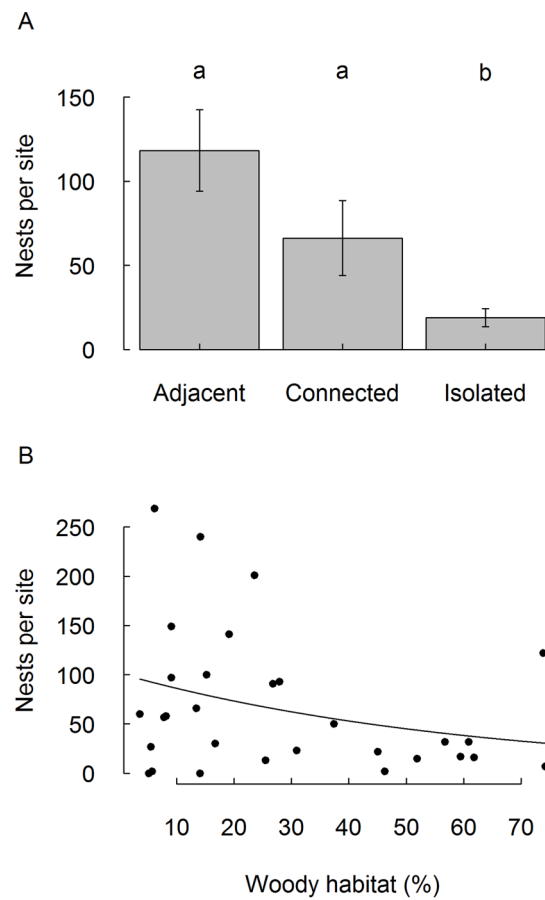 A
a a b
Nests per site
150
100
50
0
Adjacent Connected Isolated
B
Nests per site
250
200
150
100
50
0
10 20 30 40 50 60 70
Woody habitat (%)